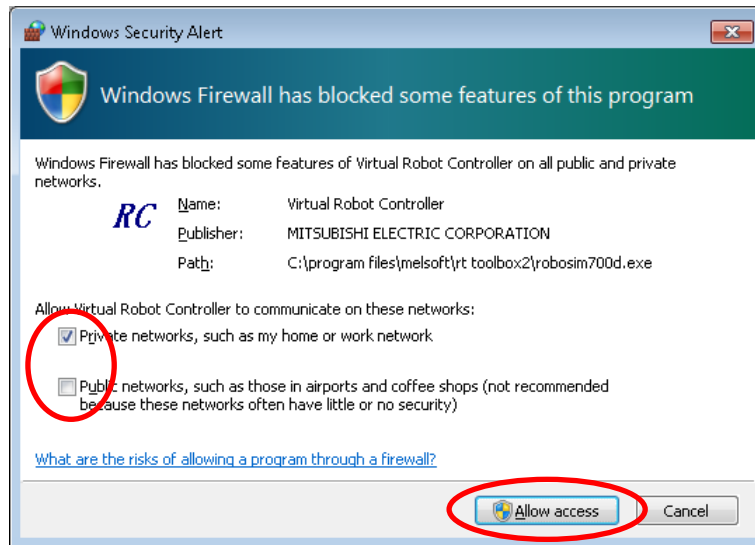 Windows Security Alert
Windows Firewall has blocked some features of this program
Windows Firewall has blocked some features of Virtual Robot Controller on all public and private
networks.
RC
Name: Virtual Robot Controller
Publisher: MITSUBISHI ELECTRIC CORPORATION
Path: C:\program files\melsoft\rt toolbox2\robosim700d.exe
Allow Virtual Robot Controller to communicate on these networks:
Private networks, such as my home or work network
Public networks, such as those in airports and coffee shops (not recommended
because these networks often have little or no security)
What are the risks of allowing a program through a firewall?
Allow access Cancel